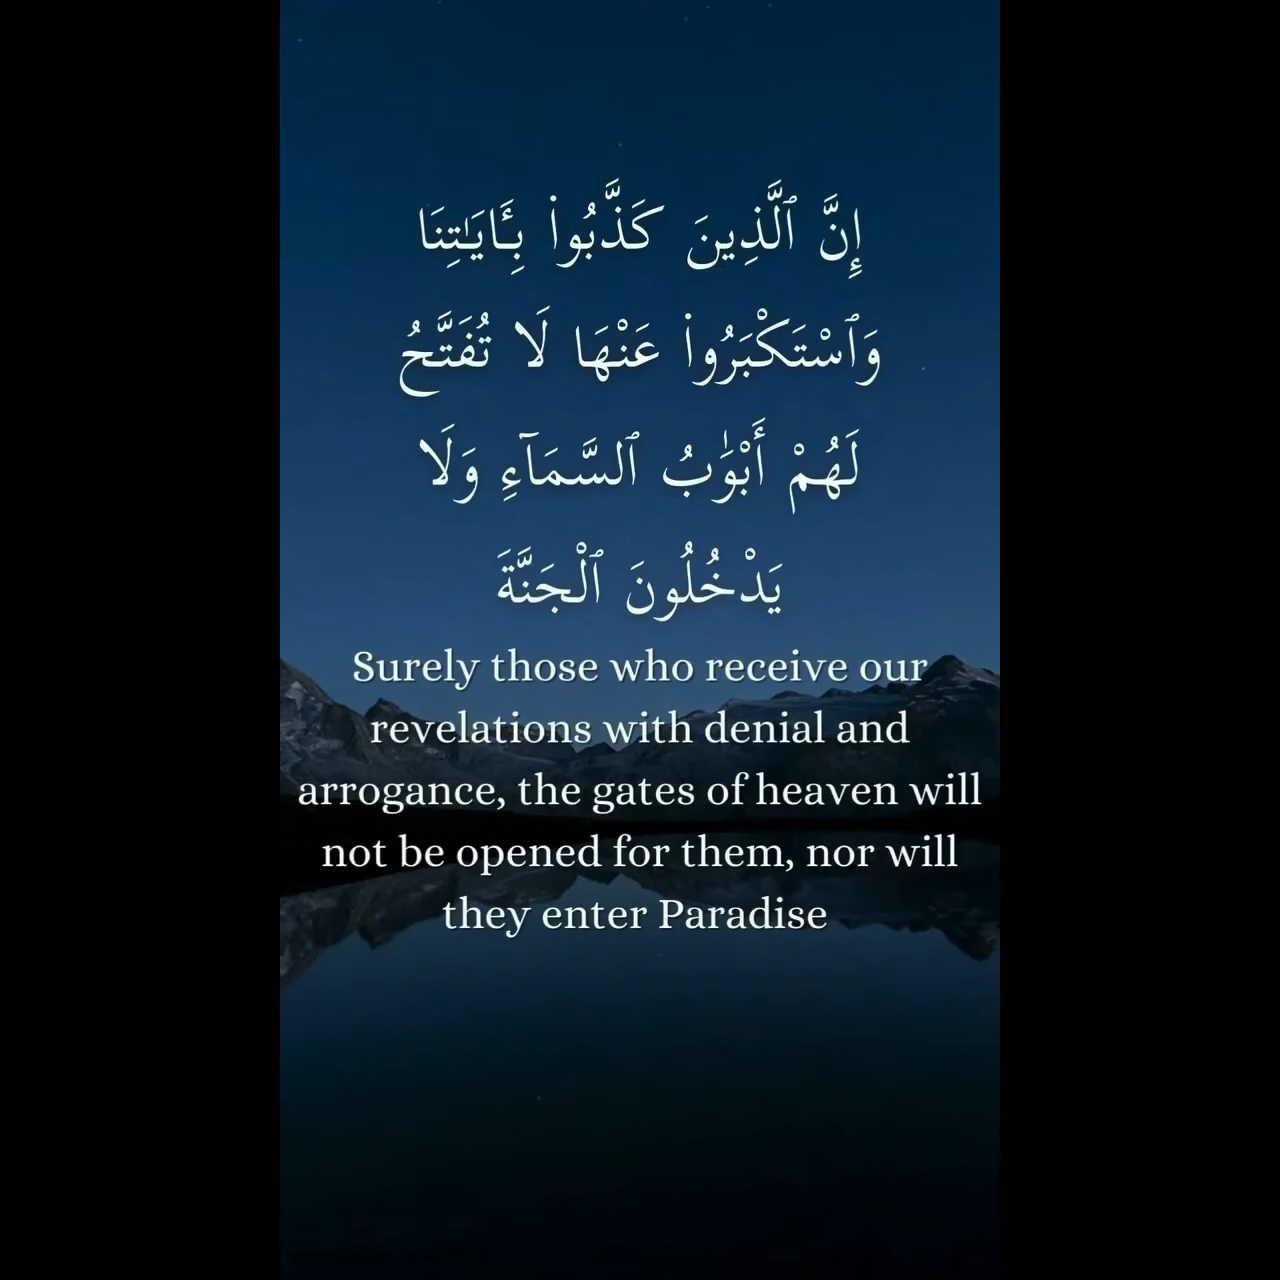 إِنَّ ٱلَّذِينَ كَذَّبُوا۟ بِـَٔايَـٰتِنَا
وَٱسْتَكْبَرُوا۟ عَنْهَا لَا تُفَتَّحُ
لَهُمْ أَبْوَٰبُ ٱلسَّمَآءِ وَلَا
يَدْخُلُونَ ٱلْجَنَّةَ
Surely those who receive our
revelations with denial and
arrogance, the gates of heaven will
not be opened for them, nor will
they enter Paradise